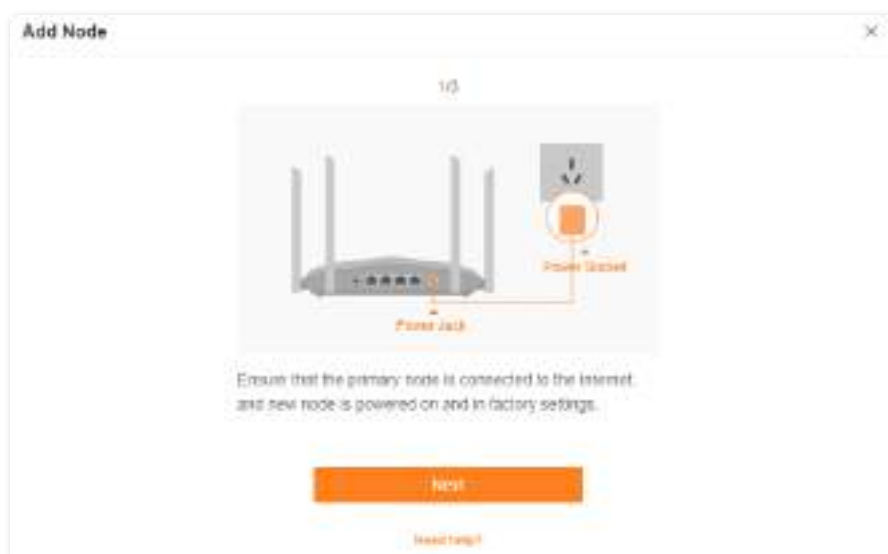 Add Node
1/3
Power Socket
Power Jack
Ensure that the primary node is connected to the Internet,
and new node is powered on and in factory settings.
Next
Need help?